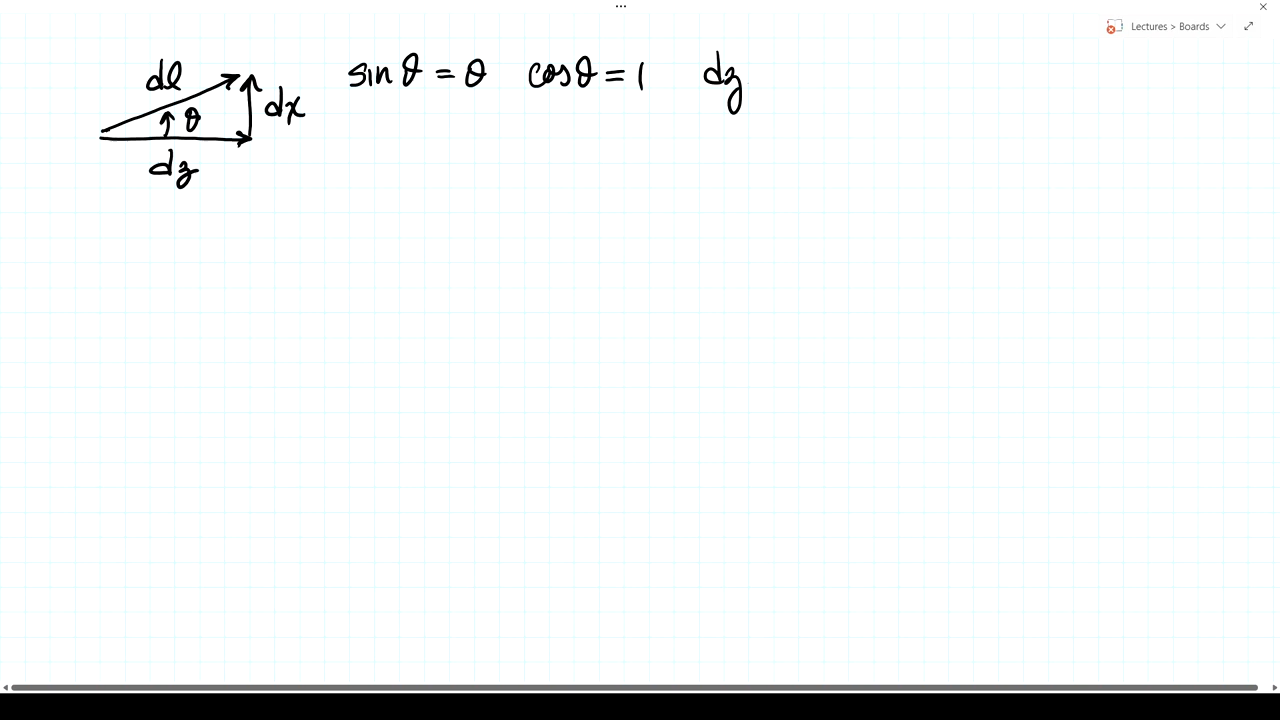 Lectures > Boards
dl sin θ = θ cos θ = 1 dz
θ dx
dz